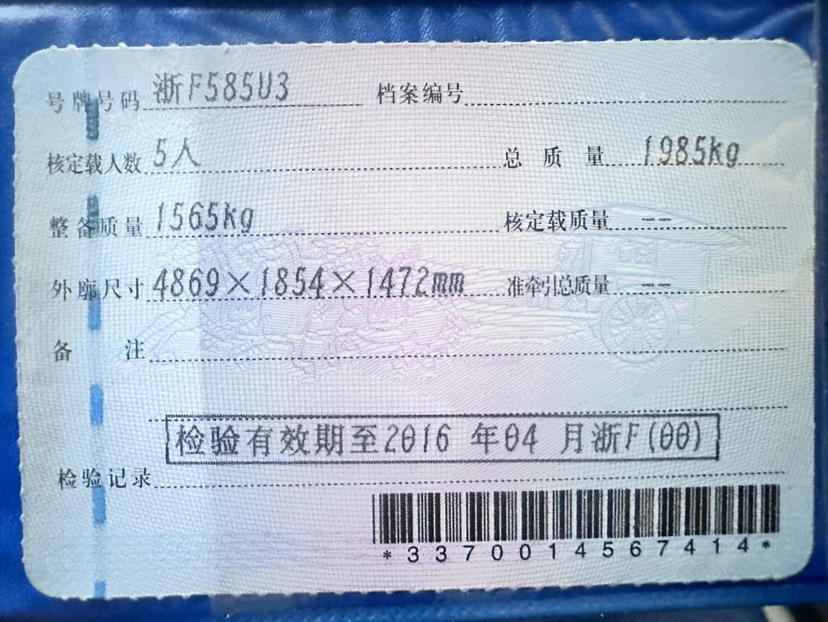 号牌号码 浙F585U3 档案编号
核定载人数 5人 总质量 1985kg
整备质量 1565kg 核定载质量 --
外廓尺寸 4869×1854×1472mm 准牵引总质量 --
备注
检验有效期至2016 年04 月浙F(00)
检验记录
*3370014567414*